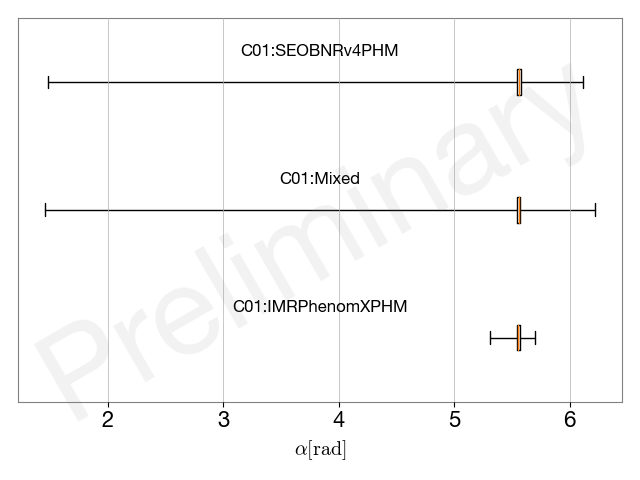 C01:SEOBNRv4PHM
C01:Mixed
C01:IMRPhenomXPHM
Preliminary
2 3 4 5 6
α[rad]